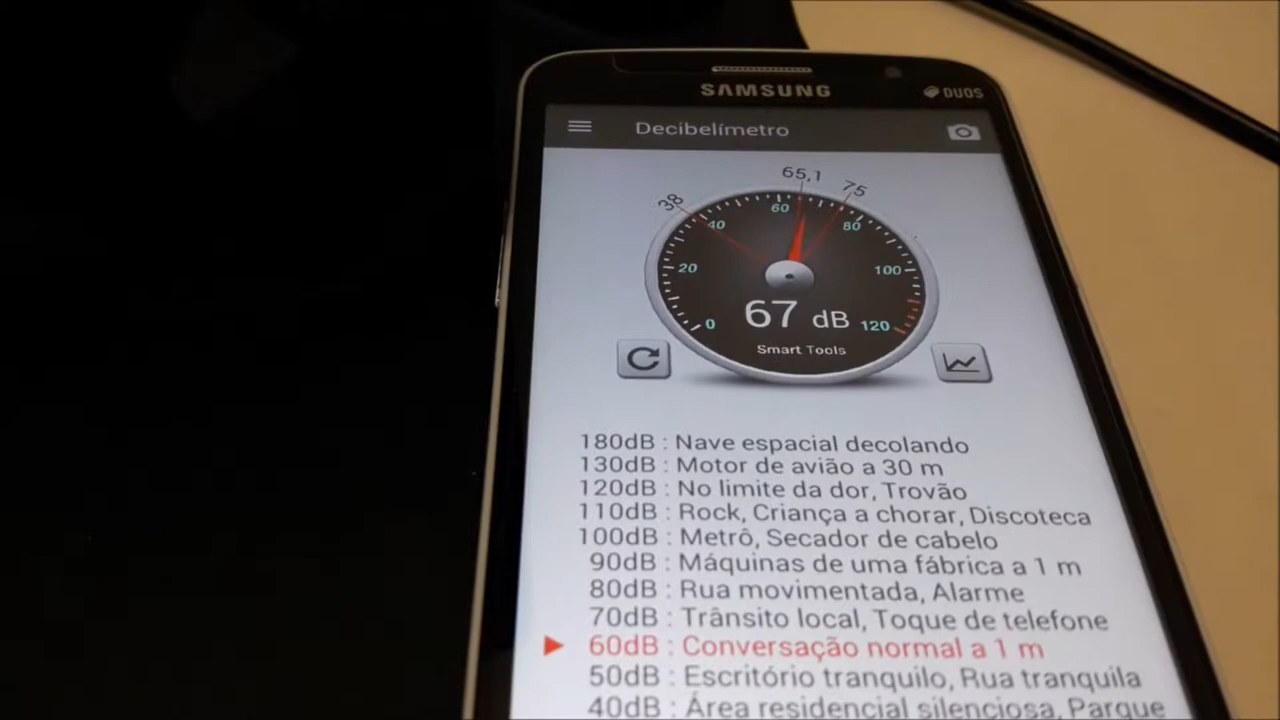 SAMSUNG
DUOS
Decibelímetro
38
65,1
75
0
20
40
60
80
100
120
67 dB
Smart Tools
180dB : Nave espacial decolando
130dB : Motor de avião a 30 m
120dB : No limite da dor, Trovão
110dB : Rock, Criança a chorar, Discoteca
100dB : Metrô, Secador de cabelo
90dB : Máquinas de uma fábrica a 1 m
80dB : Rua movimentada, Alarme
70dB : Trânsito local, Toque de telefone
60dB : Conversação normal a 1 m
50dB : Escritório tranquilo, Rua tranquila
40dB : Área residencial silenciosa, Parque